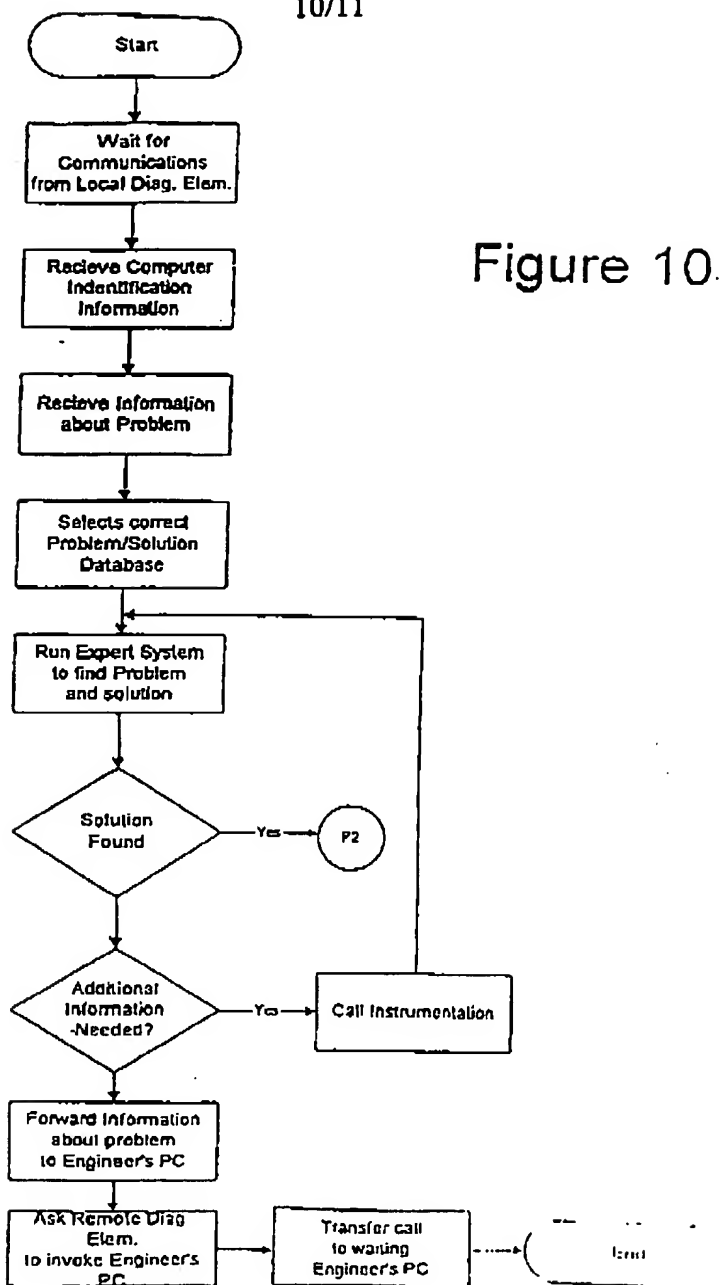 10/11
Start
Wait for
Communications
from Local Diag. Elem.
Recieve Computer
Indentification
Information
Figure 10.
Recieve Information
about Problem
Selects correct
Problem/Solution
Database
Run Expert System
to find Problem
and solution
Solution
Found
Yes
P2
Additional
Information
-Needed?
Yes
Call Instrumentation
Forward Information
about problem
to Engineer's PC
Ask Remote Diag
Elem.
to invoke Engineer's
PC
Transfer call
to waiting
Engineer's PC